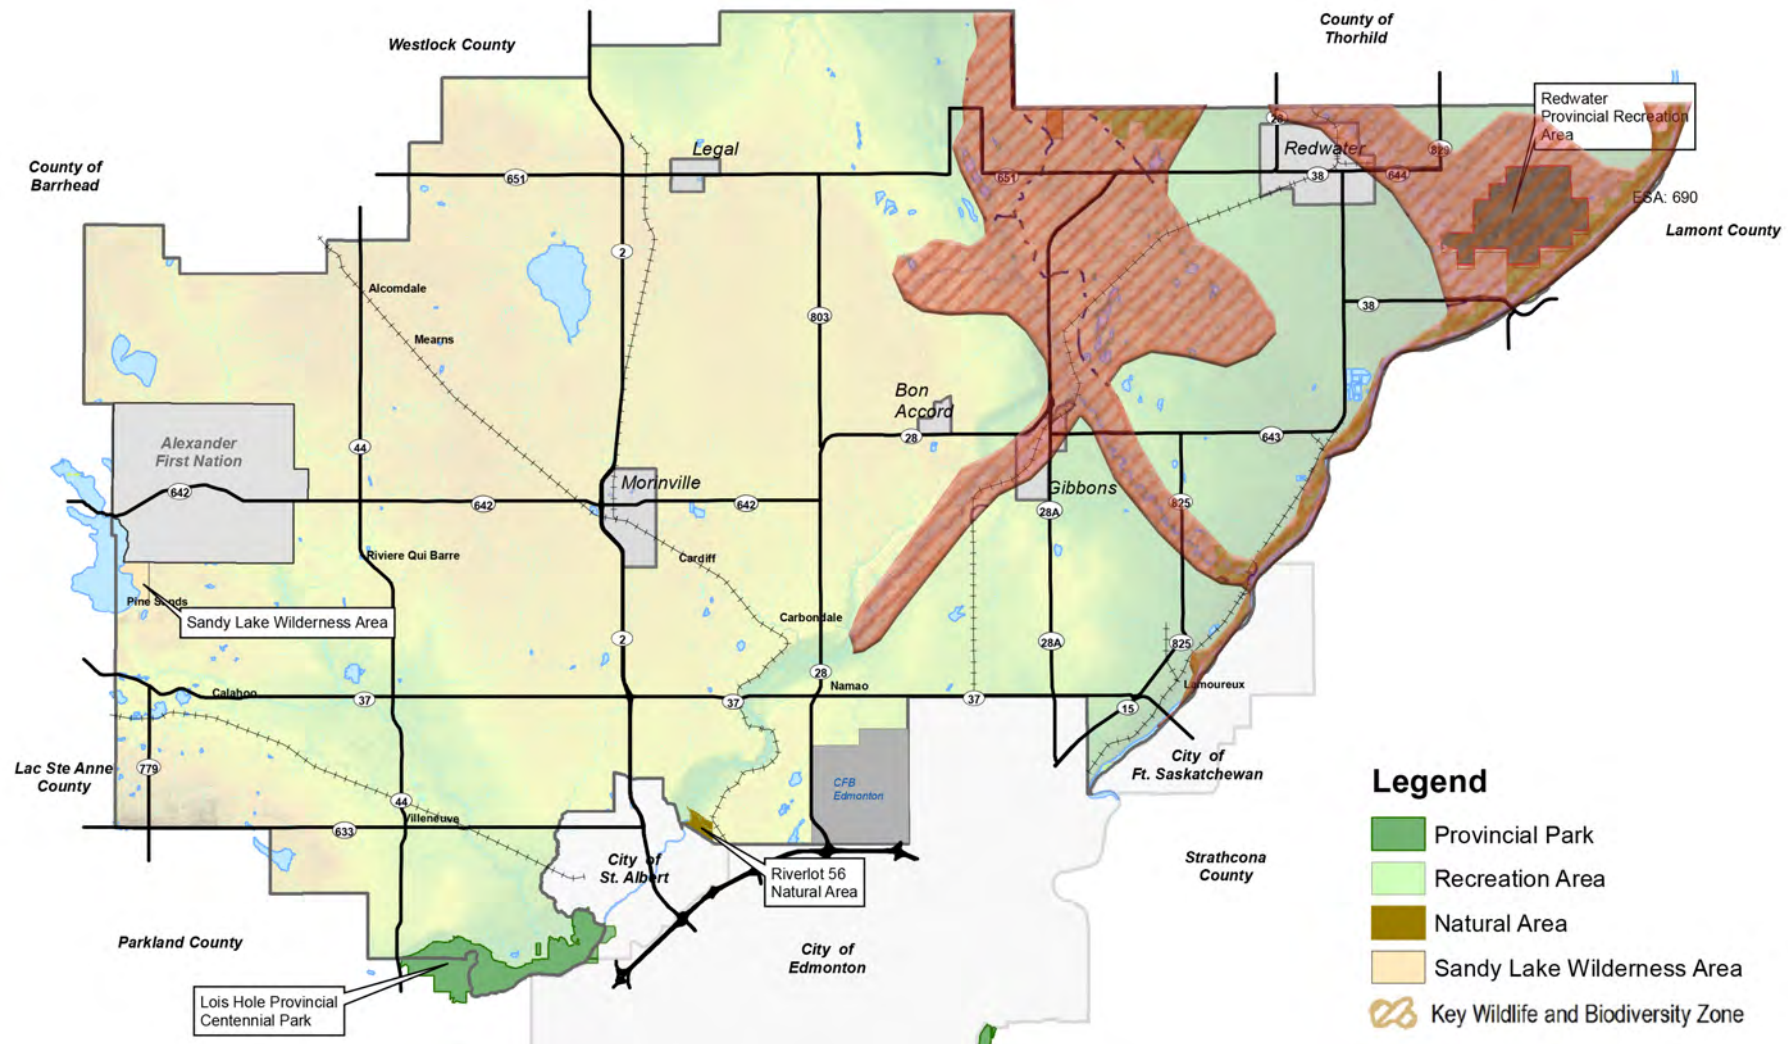 Westlock County
County of
Thorhild
Redwater
Provincial Recreation
Area
28
829
Legal
Redwater
County of
Barrhead
651
651
38
644
ESA: 690
Lamont County
2
Alcomdale
38
803
Mearns
Bon
Accord
28
643
Alexander
First Nation
44
642
642
Morinville
642
Gibbons
28A
825
Riviere Qui Barre
Cardiff
Pine Sands
Sandy Lake Wilderness Area
Carbondale
2
28A
825
28
Namao
Lamoureux
Calahoo
37
37
37
15
City of
Ft. Saskatchewan
Lac Ste Anne
County
779
CFB
Edmonton
44
Villeneuve
633
City of
St. Albert
Riverlot 56
Natural Area
Strathcona
County
Parkland County
City of
Edmonton
Lois Hole Provincial
Centennial Park
Legend
Provincial Park
Recreation Area
Natural Area
Sandy Lake Wilderness Area
Key Wildlife and Biodiversity Zone